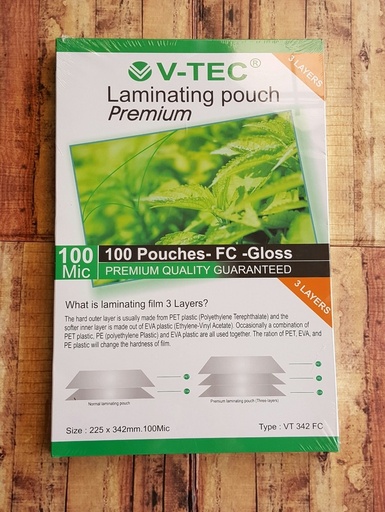 V-TEC®
3 LAYERS
Laminating pouch
Premium
100 Mic
100 Pouches- FC -Gloss
PREMIUM QUALITY GUARANTEED
3 LAYERS
What is laminating film 3 Layers?
The hard outer layer is usually made from PET plastic (Polyethylene Terephthalate) and the
softer inner layer is made out of EVA plastic (Ethylene-Vinyl Acetate). Occasionally a combination of
PET plastic, PE (polyethylene Plastic) and EVA plastic are all used together. The ration of PET, EVA, and
PE plastic will change the hardness of film.
Normal laminating pouch
Premium laminating pouch (Three layers)
Size : 225 x 342mm.100Mic
Type : VT 342 FC